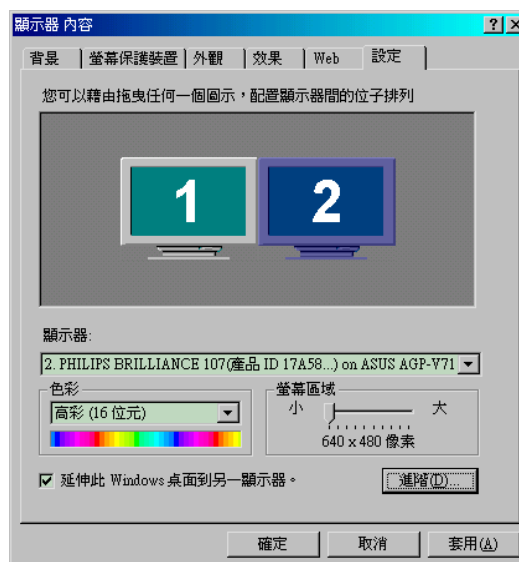 顯示器 內容
背景 螢幕保護裝置 外觀 效果 Web 設定
您可以藉由拖曳任何一個圖示，配置顯示器間的位子排列
1 2
顯示器:
2. PHILIPS BRILLIANCE 107(產品 ID 17A58...) on ASUS AGP-V71
色彩 螢幕區域
高彩 (16 位元) 小 大
640 x 480 像素
延伸此 Windows 桌面到另一顯示器。 進階(D)...
確定 取消 套用(A)